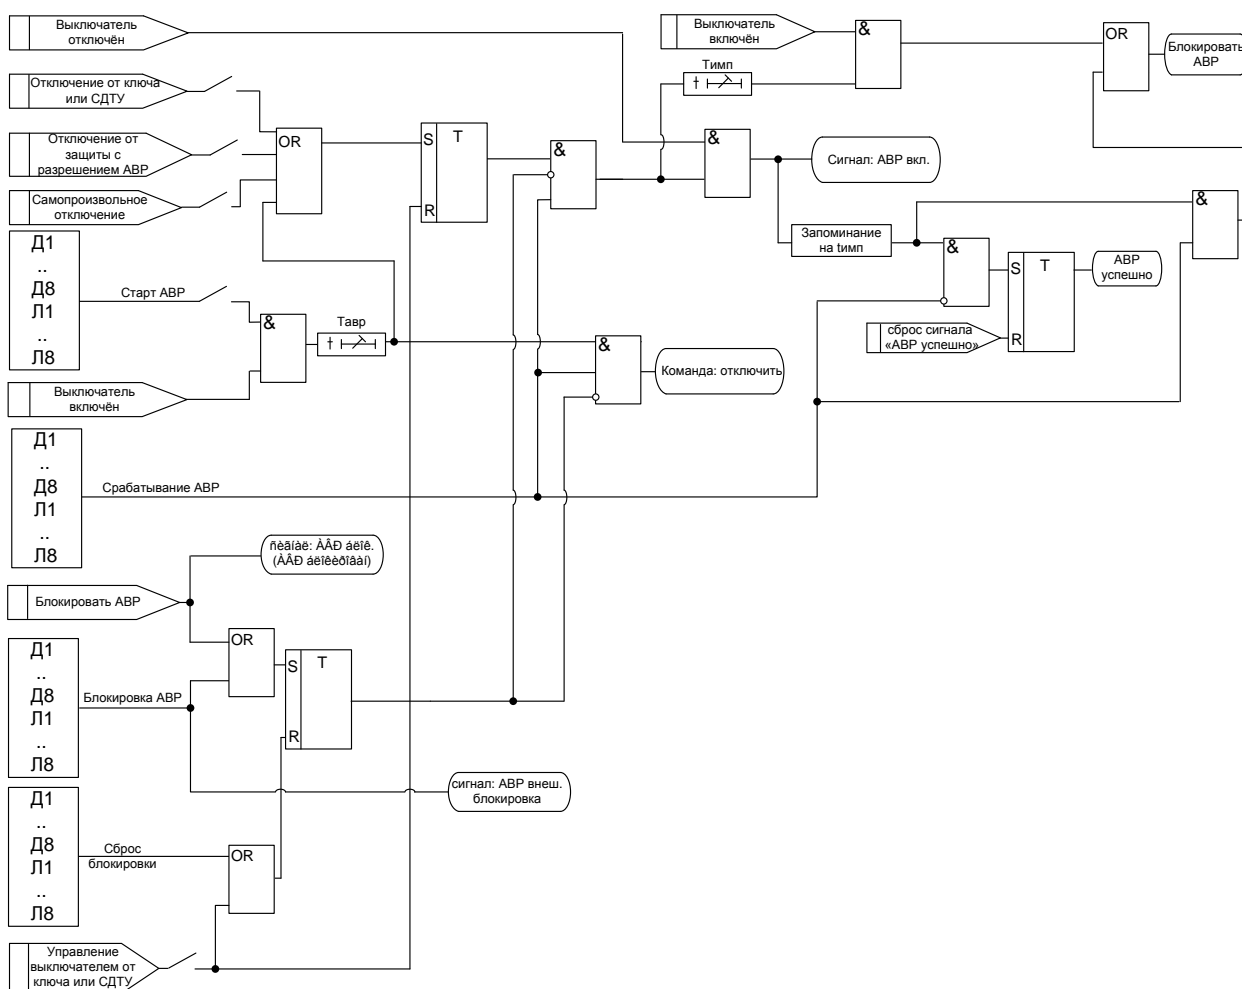 Выключатель
отключён
Выключатель
включён
&
OR
Блокировать
АВР
Тимп
Отключение от ключа
или СДТУ
Отключение от
защиты с
разрешением АВР
Самопроизвольное
отключение
OR
S
T
R
&
&
Сигнал: АВР вкл.
Запоминание
на tимп
&
&
S
T
R
АВР
успешно
сброс сигнала
«АВР успешно»
Д1
..
Д8
Л1
..
Л8
Старт АВР
&
Тавр
&
Команда: отключить
Выключатель
включён
Д1
..
Д8
Л1
..
Л8
Срабатывание АВР
ñèãíàë: ÀÂÐ áëîê.
(ÀÂÐ áëîêèðîâàí)
Блокировать АВР
Д1
..
Д8
Л1
..
Л8
Блокировка АВР
OR
S
T
R
сигнал: АВР внеш.
блокировка
Д1
..
Д8
Л1
..
Л8
Сброс
блокировки
OR
Управление
выключателем от
ключа или СДТУ